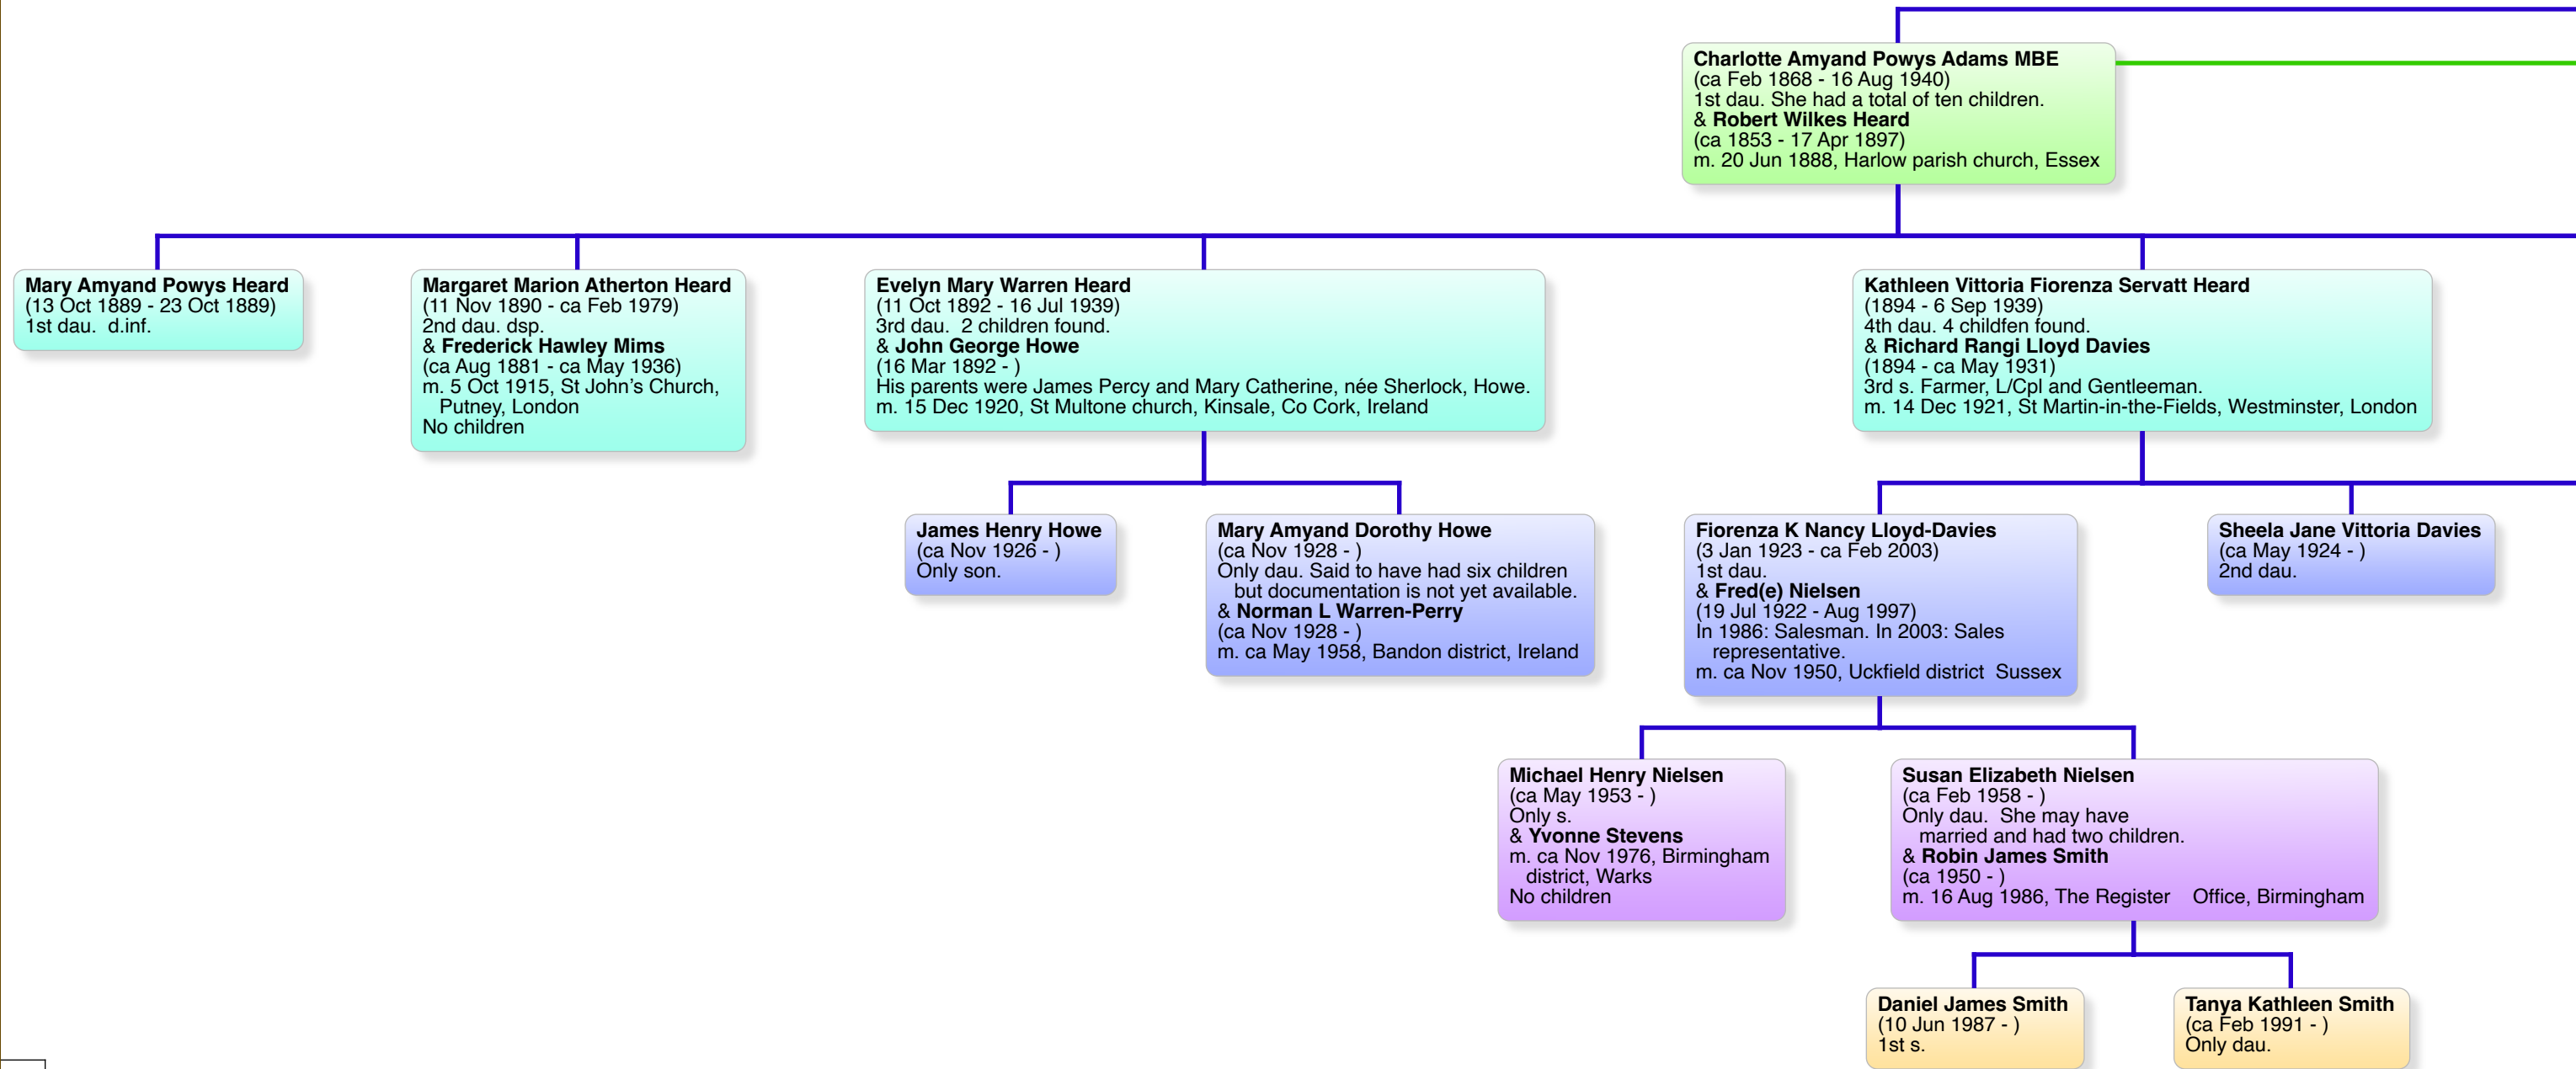 Charlotte Amyand Powys Adams MBE
(ca Feb 1868 - 16 Aug 1940)
1st dau. She had a total of ten children.
& Robert Wilkes Heard
(ca 1853 - 17 Apr 1897)
m. 20 Jun 1888, Harlow parish church, Essex
Mary Amyand Powys Heard
(13 Oct 1889 - 23 Oct 1889)
1st dau.  d.inf.
Margaret Marion Atherton Heard
(11 Nov 1890 - ca Feb 1979)
2nd dau. dsp.
& Frederick Hawley Mims
(ca Aug 1881 - ca May 1936)
m. 5 Oct 1915, St John's Church,
Putney, London
No children
Evelyn Mary Warren Heard
(11 Oct 1892 - 16 Jul 1939)
3rd dau.  2 children found.
& John George Howe
(16 Mar 1892 - )
His parents were James Percy and Mary Catherine, née Sherlock, Howe.
m. 15 Dec 1920, St Multone church, Kinsale, Co Cork, Ireland
Kathleen Vittoria Fiorenza Servatt Heard
(1894 - 6 Sep 1939)
4th dau. 4 childfen found.
& Richard Rangi Lloyd Davies
(1894 - ca May 1931)
3rd s. Farmer, L/Cpl and Gentleeman.
m. 14 Dec 1921, St Martin-in-the-Fields, Westminster, London
James Henry Howe
(ca Nov 1926 - )
Only son.
Mary Amyand Dorothy Howe
(ca Nov 1928 - )
Only dau. Said to have had six children
but documentation is not yet available.
& Norman L Warren-Perry
(ca Nov 1928 - )
m. ca May 1958, Bandon district, Ireland
Fiorenza K Nancy Lloyd-Davies
(3 Jan 1923 - ca Feb 2003)
1st dau.
& Fred(e) Nielsen
(19 Jul 1922 - Aug 1997)
In 1986: Salesman. In 2003: Sales
representative.
m. ca Nov 1950, Uckfield district  Sussex
Sheela Jane Vittoria Davies
(ca May 1924 - )
2nd dau.
Michael Henry Nielsen
(ca May 1953 - )
Only s.
& Yvonne Stevens
m. ca Nov 1976, Birmingham
district, Warks
No children
Susan Elizabeth Nielsen
(ca Feb 1958 - )
Only dau.  She may have
married and had two children.
& Robin James Smith
(ca 1950 - )
m. 16 Aug 1986, The Register    Office, Birmingham
Daniel James Smith
(10 Jun 1987 - )
1st s.
Tanya Kathleen Smith
(ca Feb 1991 - )
Only dau.